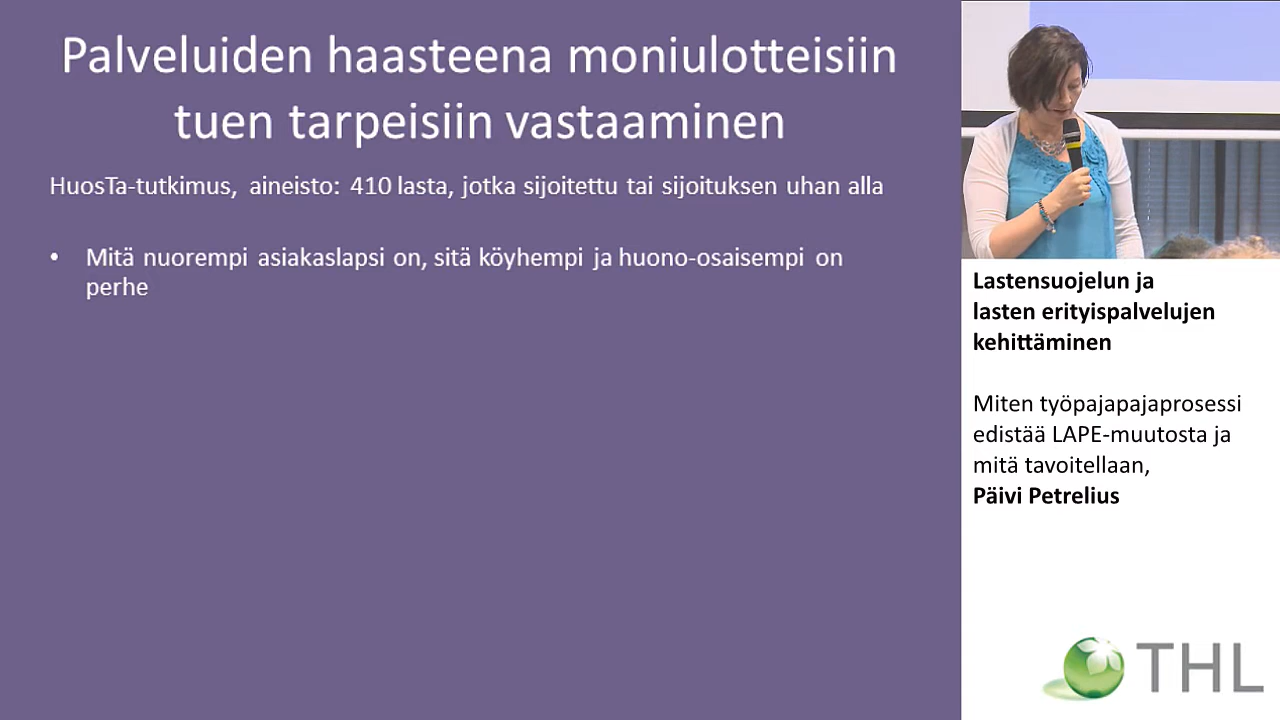 Palveluiden haasteena moniulotteisiin
tuen tarpeisiin vastaaminen
HuosTa-tutkimus, aineisto: 410 lasta, jotka sijoitettu tai sijoituksen uhan alla
• Mitä nuorempi asiakaslapsi on, sitä köyhempi ja huono-osaisempi on
perhe
Lastensuojelun ja
lasten erityispalvelujen
kehittäminen
Miten työpajapajaprosessi
edistää LAPE-muutosta ja
mitä tavoitellaan,
Päivi Petrelius
THL